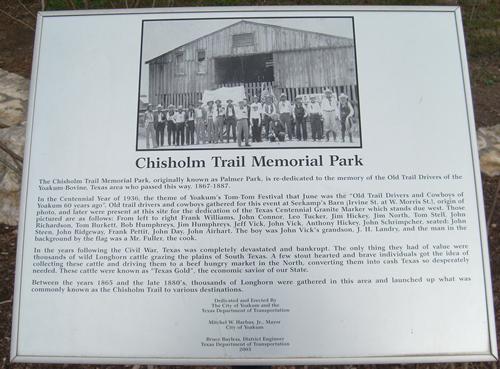 Chisholm Trail Memorial Park
The Chisholm Trail Memorial Park, originally known as Palmer Park, is re-dedicated to the memory of the Old Trail Drivers of the
Yoakum-Bovine, Texas area who passed this way, 1867-1887.
In the Centennial Year of 1936, the theme of Yoakum's Tom-Tom Festival that June was the "Old Trail Drivers and Cowboys of
Yoakum 60 years ago". Old trail drivers and cowboys gathered for this event at Seekamp's Barn (Irvine St. at W. Morris St.), origin of
photo, and later were present at this site for the dedication of the Texas Centennial Granite Marker which stands due west. Those
pictured are as follows: From left to right Frank Williams, John Connor, Leo Tucker, Jim Hickey, Jim North, Tom Stell, John
Richardson, Tom Burkett, Bob Humphreys, Jim Humphreys, Jeff Vick, John Vick, Anthony Hickey, John Schrimpcher, seated: John
Steen, John Ridgeway, Frank Pettit, John Day, John Airhart. The boy was John Vick's grandson, J. H. Landry, and the man in the
background by the flag was a Mr. Fuller, the cook.
In the years following the Civil War, Texas was completely devastated and bankrupt. The only thing they had of value were
thousands of wild Longhorn cattle grazing the plains of South Texas. A few stout hearted and brave individuals got the idea of
collecting these cattle and driving them to a beef hungry market in the North, converting them into cash Texas so desperately
needed. These cattle were known as "Texas Gold", the economic savior of our State.
Between the years 1865 and the late 1880's, thousands of Longhorn were gathered in this area and launched up what was
commonly known as the Chisholm Trail to various destinations.
Dedicated and Erected By
The City of Yoakum and the
Texas Department of Transportation
Mitchel W. Harbus, Jr., Mayor
City of Yoakum
Bruce Bayless, District Engineer
Texas Department of Transportation
2003